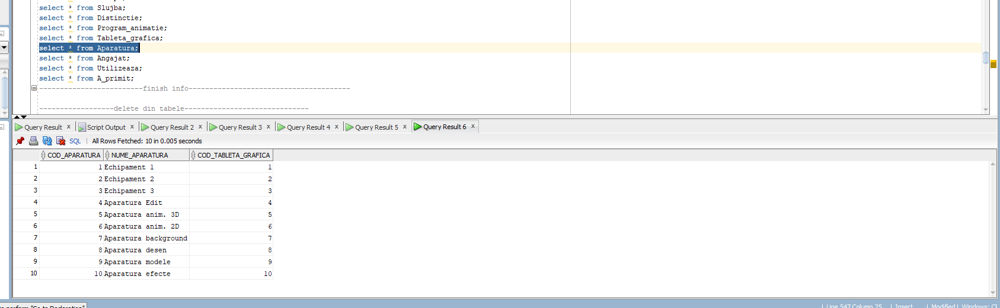 select * from Slujba;
select * from Distinctie;
select * from Program_animatie;
select * from Tableta_grafica;
select * from Aparatura;
select * from Angajat;
select * from Utilizeaza;
select * from A_primit;
-------------------------finish info---------------------------------------
------------------delete din tabele------------------------------
Query Result x Script Output x Query Result 2 x Query Result 3 x Query Result 4 x Query Result 5 x Query Result 6 x
SQL | All Rows Fetched: 10 in 0.005 seconds
COD_APARATURA NUME_APARATURA COD_TABLETA_GRAFICA
1 1 Echipament 1 1
2 2 Echipament 2 2
3 3 Echipament 3 3
4 4 Aparatura Edit 4
5 5 Aparatura anim. 3D 5
6 6 Aparatura anim. 2D 6
7 7 Aparatura background 7
8 8 Aparatura desen 8
9 9 Aparatura modele 9
10 10 Aparatura efecte 10
perform "Go to Declaration" | Line 547 Column 25 | Insert | Modified | Windows: